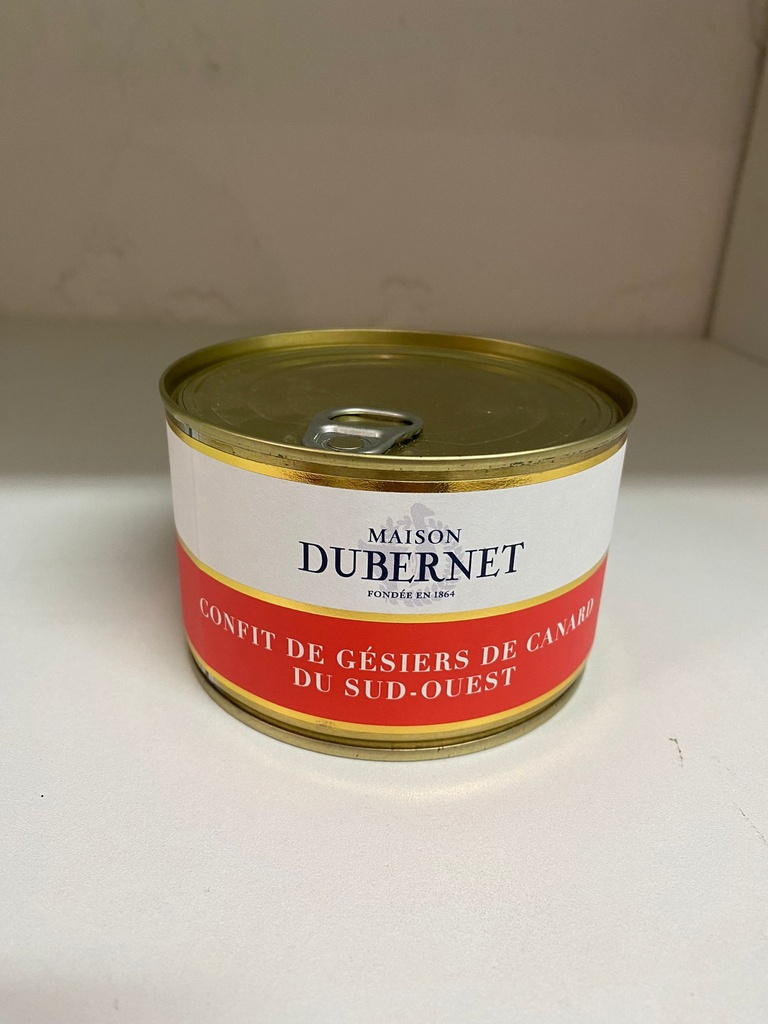 MAISON
DUBERNET
FONDÉE EN 1864
CONFIT DE GÉSIERS DE CANARD
DU SUD-OUEST